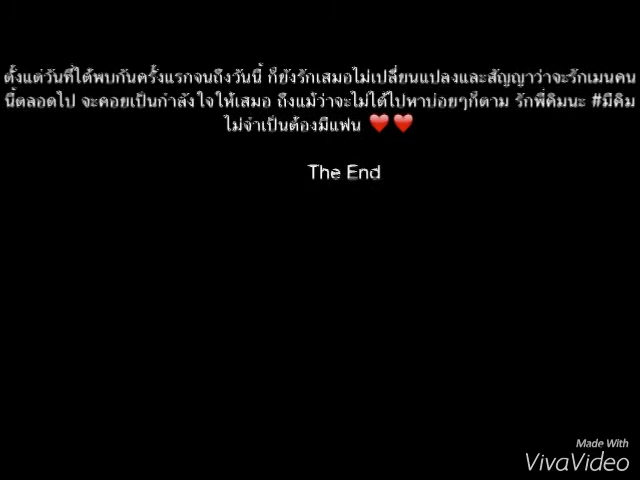 ตั้งแต่วันที่ได้พบกันครั้งแรกจนถึงวันนี้ ก็ยังรักเสมอไม่เปลี่ยนแปลงและสัญญาว่าจะรักเมนคน
นี้ตลอดไป จะคอยเป็นกำลังใจให้เสมอ ถึงแม้ว่าจะไม่ได้ไปหาบ่อยๆก็ตาม รักพี่คิมนะ #มีคิม
ไม่จำเป็นต้องมีแฟน ❤️❤️
The End
Made With
VivaVideo